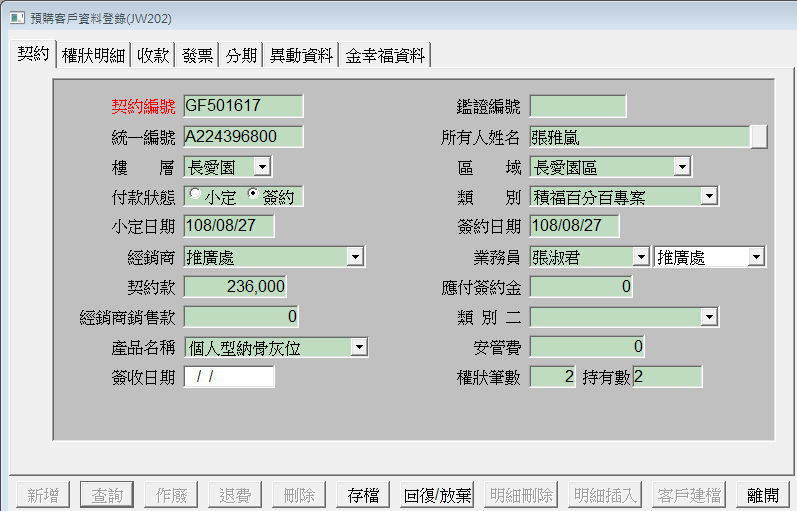 預購客戶資料登錄(JW202)
契約 權狀明細 收款 發票 分期 異動資料 金幸福資料
契約編號 GF501617 鑑證編號
統一編號 A224396800 所有人姓名 張雅嵐
樓 層 長愛園 區 域 長愛園區
付款狀態 小定 簽約 類 別 積福百分百專案
小定日期 108/08/27 簽約日期 108/08/27
經銷商 推廣處 業務員 張淑君 推廣處
契約款 236,000 應付簽約金 0
經銷商銷售款 0 類 別 二
產品名稱 個人型納骨灰位 安管費 0
簽收日期 / / 權狀筆數 2 持有數 2
新增 查詢 作廢 退費 刪除 存檔 回復/放棄 明細刪除 明細插入 客戶建檔 離開